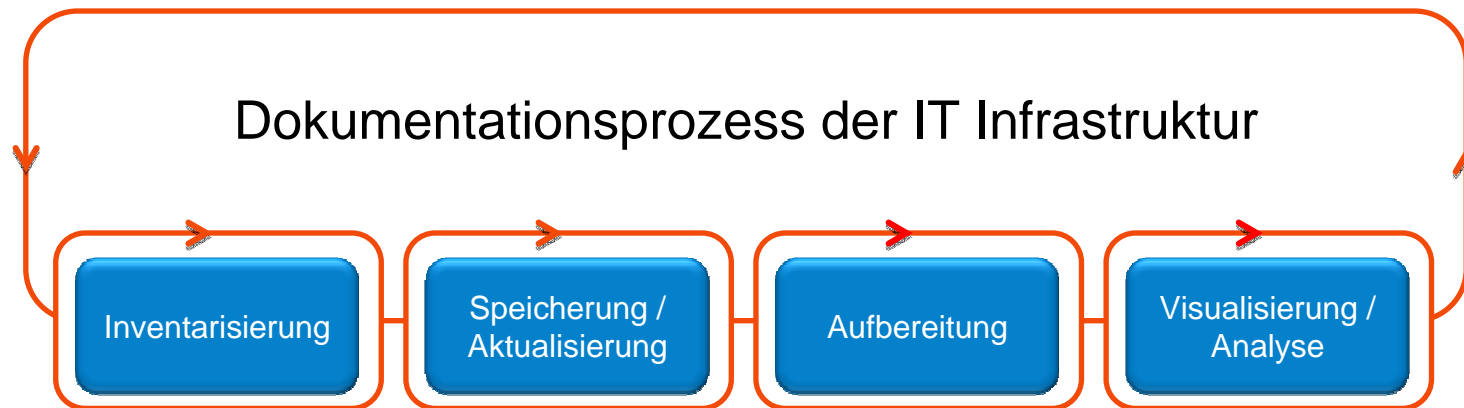 Dokumentationsprozess der IT Infrastruktur
Inventarisierung
Speicherung /
Aktualisierung
Aufbereitung
Visualisierung /
Analyse